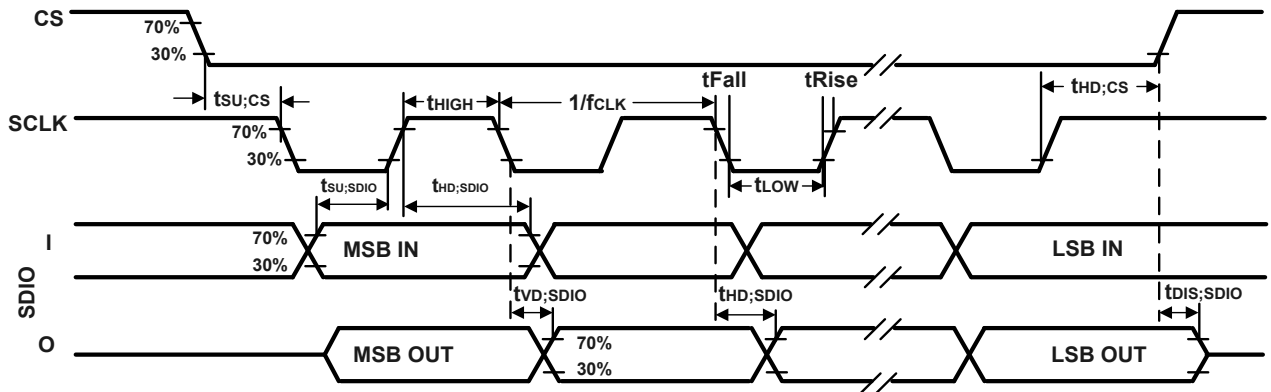 CS
70%
30%
tSU;CS
tHIGH
1/fCLK
tFall
tRise
tHD;CS
SCLK
70%
30%
tSU;SDIO
tHD;SDIO
tLOW
SDIO
I
70%
30%
MSB IN
LSB IN
tVD;SDIO
tHD;SDIO
tDIS;SDIO
O
MSB OUT
70%
30%
LSB OUT